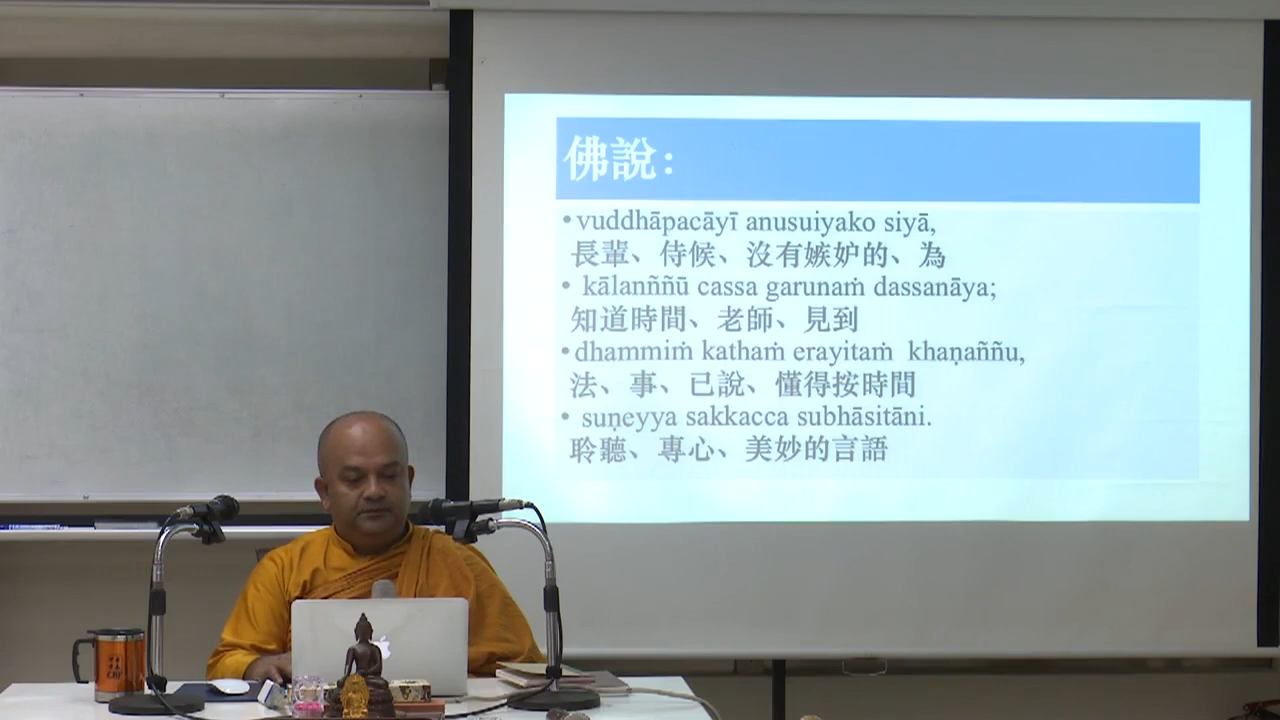 佛說：
• vuddhāpacāyī anusuiyako siyā,
長輩、侍候、沒有嫉妒的、為
• kālanññū cassa garunaṁ dassanāya;
知道時間、老師、見到
• dhammiṁ kathaṁ erayitaṁ khaṇaññu,
法、事、已說、懂得按時間
• suṇeyya sakkacca subhāsitāni.
聆聽、專心、美妙的言語